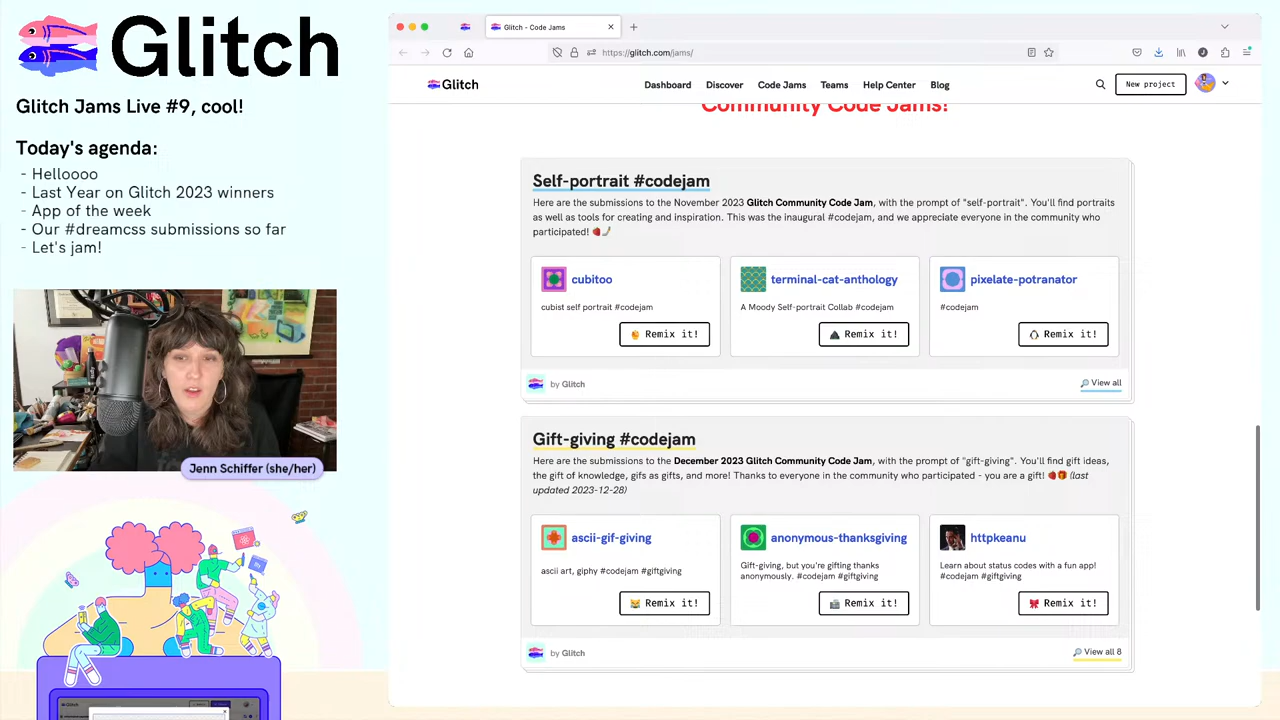 Glitch
Glitch Jams Live #9, cool!
Today's agenda:
- Helloooo
- Last Year on Glitch 2023 winners
- App of the week
- Our #dreamcss submissions so far
- Let's jam!
Jenn Schiffer (she/her)
Glitch - Code Jams
https://glitch.com/jams/
Glitch
Dashboard
Discover
Code Jams
Teams
Help Center
Blog
New project
Community Code Jams!
Self-portrait #codejam
Here are the submissions to the November 2023 Glitch Community Code Jam, with the prompt of "self-portrait". You'll find portraits
as well as tools for creating and inspiration. This was the inaugural #codejam, and we appreciate everyone in the community who
participated!
cubitoo
cubist self portrait #codejam
Remix it!
terminal-cat-anthology
A Moody Self-portrait Collab #codejam
Remix it!
pixelate-potranator
#codejam
Remix it!
by Glitch
View all
Gift-giving #codejam
Here are the submissions to the December 2023 Glitch Community Code Jam, with the prompt of "gift-giving". You'll find gift ideas,
the gift of knowledge, gifs as gifts, and more! Thanks to everyone in the community who participated - you are a gift! (last
updated 2023-12-28)
ascii-gif-giving
ascii art, giphy #codejam #giftgiving
Remix it!
anonymous-thanksgiving
Gift-giving, but you're gifting thanks
anonymously. #codejam #giftgiving
Remix it!
httpkeanu
Learn about status codes with a fun app!
#codejam #giftgiving
Remix it!
by Glitch
View all 8
Glitch